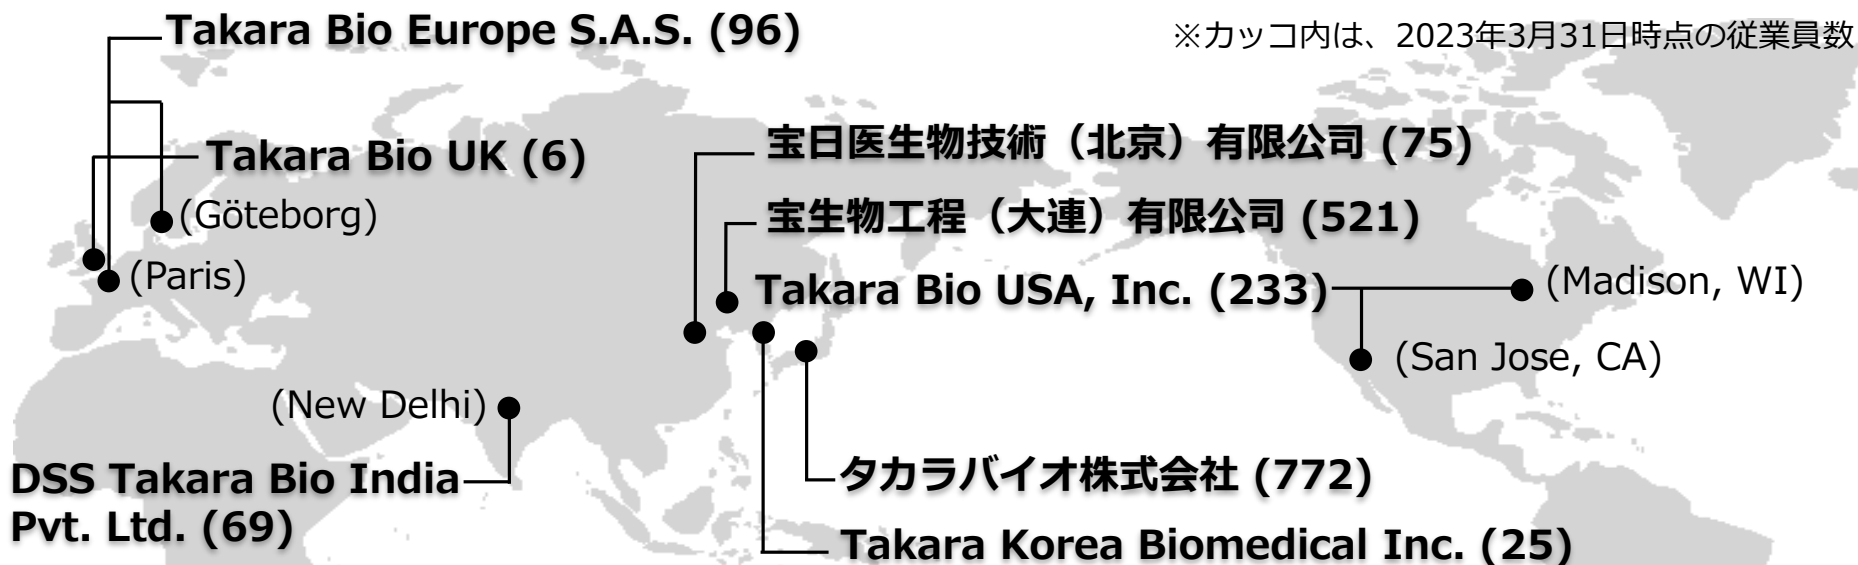 Takara Bio Europe S.A.S. (96)
※カッコ内は、2023年3月31日時点の従業員数
Takara Bio UK (6)
(Göteborg)
(Paris)
宝日医生物技術（北京）有限公司 (75)
宝生物工程（大連）有限公司 (521)
Takara Bio USA, Inc. (233)
(Madison, WI)
(San Jose, CA)
(New Delhi)
DSS Takara Bio India
Pvt. Ltd. (69)
タカラバイオ株式会社 (772)
Takara Korea Biomedical Inc. (25)